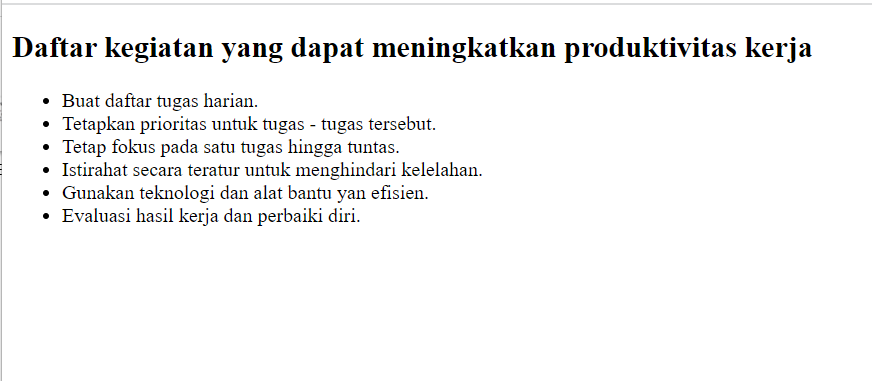 Daftar kegiatan yang dapat meningkatkan produktivitas kerja
Buat daftar tugas harian.
Tetapkan prioritas untuk tugas - tugas tersebut.
Tetap fokus pada satu tugas hingga tuntas.
Istirahat secara teratur untuk menghindari kelelahan.
Gunakan teknologi dan alat bantu yan efisien.
Evaluasi hasil kerja dan perbaiki diri.